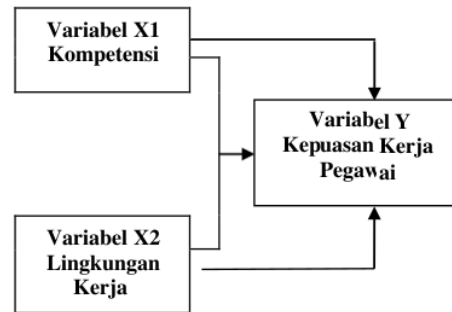 Variabel X1
Kompetensi
Variabel Y
Kepuasan Kerja
Pegawai
Variabel X2
Lingkungan
Kerja